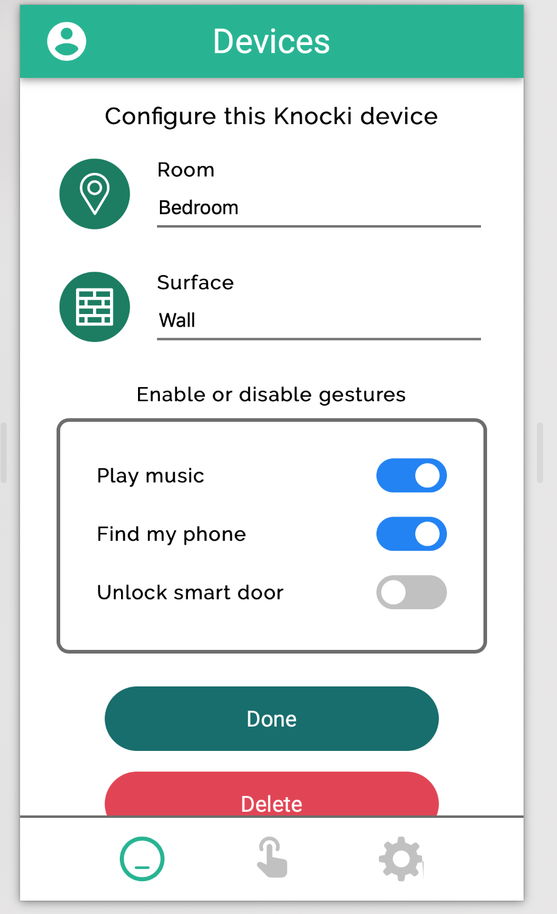 Devices
Configure this Knocki device
Room
Bedroom
Surface
Wall
Enable or disable gestures
Play music
Find my phone
Unlock smart door
Done
Delete